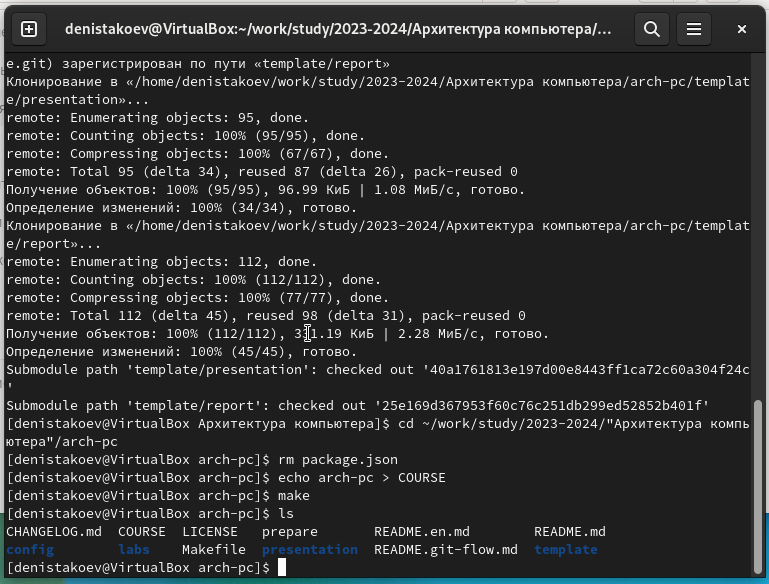 denistakoev@VirtualBox:~/work/study/2023-2024/Архитектура компьютера/...
e.git) зарегистрирован по пути «template/report»
Клонирование в «/home/denistakoev/work/study/2023-2024/Архитектура компьютера/arch-pc/templat
e/presentation»...
remote: Enumerating objects: 95, done.
remote: Counting objects: 100% (95/95), done.
remote: Compressing objects: 100% (67/67), done.
remote: Total 95 (delta 34), reused 87 (delta 26), pack-reused 0
Получение объектов: 100% (95/95), 96.99 КиБ | 1.08 МиБ/с, готово.
Определение изменений: 100% (34/34), готово.
Клонирование в «/home/denistakoev/work/study/2023-2024/Архитектура компьютера/arch-pc/templat
e/report»...
remote: Enumerating objects: 112, done.
remote: Counting objects: 100% (112/112), done.
remote: Compressing objects: 100% (77/77), done.
remote: Total 112 (delta 45), reused 98 (delta 31), pack-reused 0
Получение объектов: 100% (112/112), 331.19 КиБ | 2.28 МиБ/с, готово.
Определение изменений: 100% (45/45), готово.
Submodule path 'template/presentation': checked out '40a1761813e197d00e8443ff1ca72c60a304f24c
'
Submodule path 'template/report': checked out '25e169d367953f60c76c251db299ed52852b401f'
[denistakoev@VirtualBox Архитектура компьютера]$ cd ~/work/study/2023-2024/"Архитектура компь
ютера"/arch-pc
[denistakoev@VirtualBox arch-pc]$ rm package.json
[denistakoev@VirtualBox arch-pc]$ echo arch-pc > COURSE
[denistakoev@VirtualBox arch-pc]$ make
[denistakoev@VirtualBox arch-pc]$ ls
CHANGELOG.md COURSE LICENSE prepare README.en.md README.md
config labs Makefile presentation README.git-flow.md template
[denistakoev@VirtualBox arch-pc]$